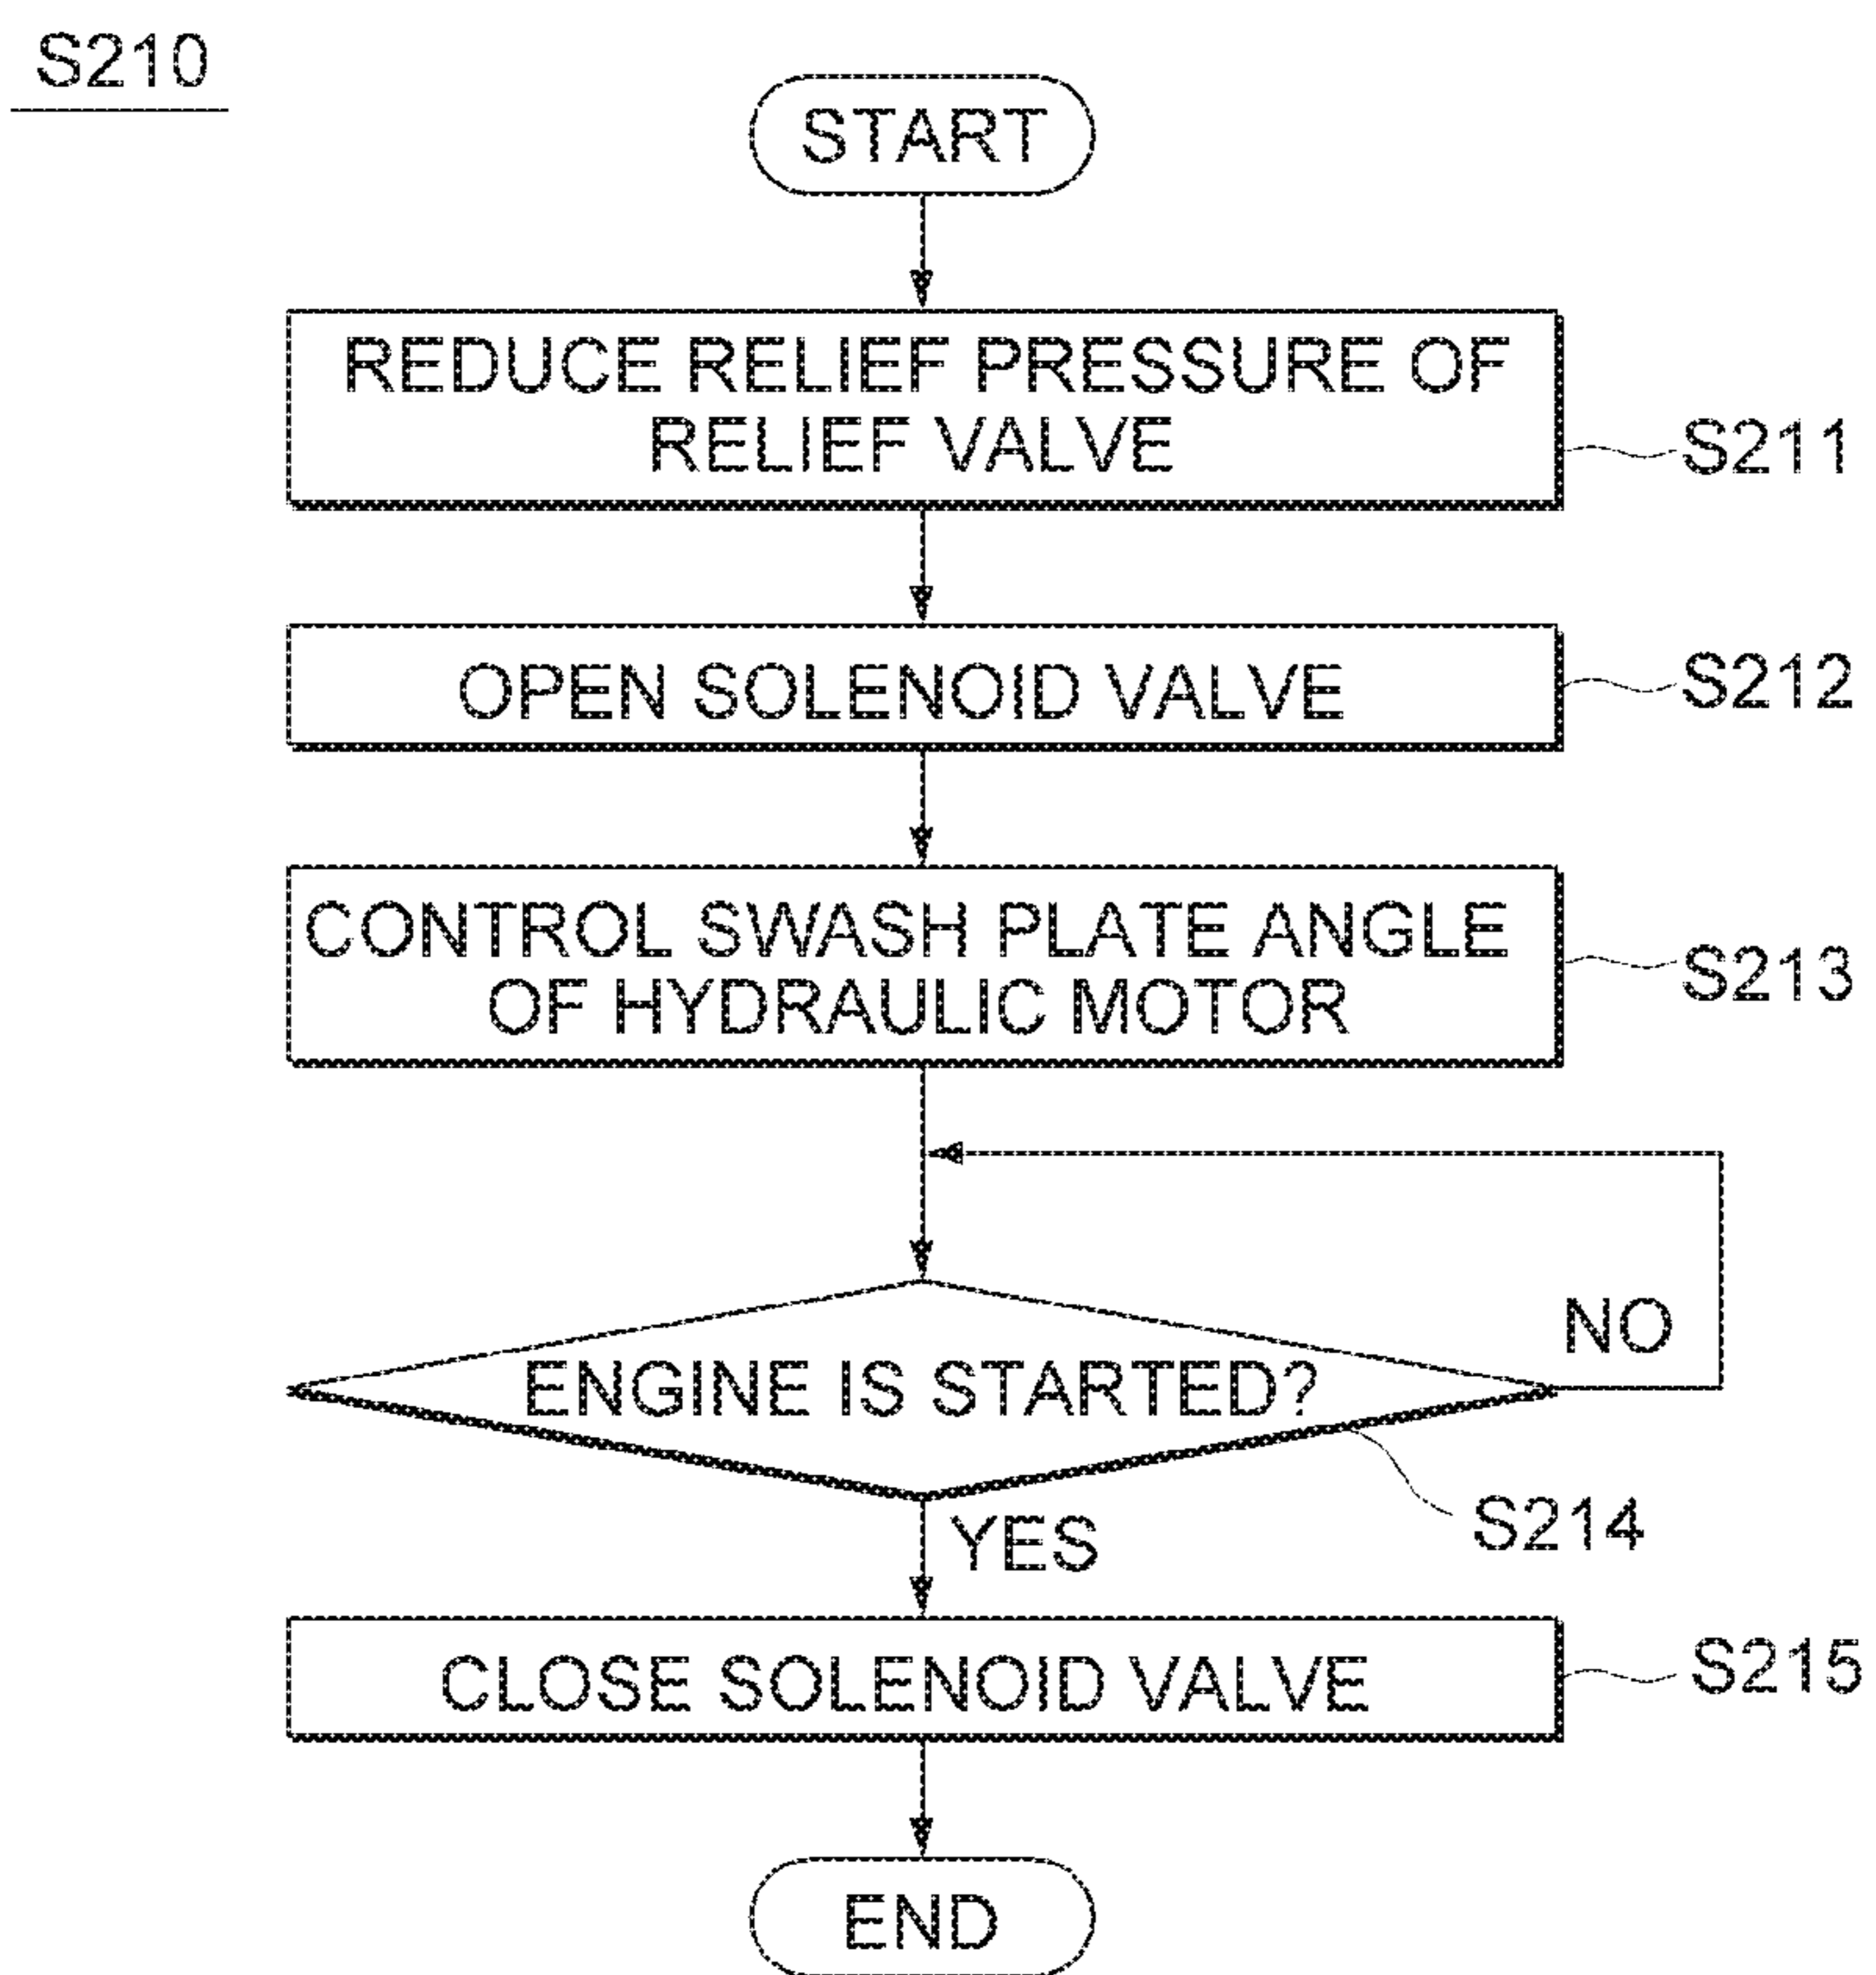 S210
START
REDUCE RELIEF PRESSURE OF
RELIEF VALVE
S211
OPEN SOLENOID VALVE
S212
CONTROL SWASH PLATE ANGLE
OF HYDRAULIC MOTOR
S213
NO
ENGINE IS STARTED?
S214
YES
CLOSE SOLENOID VALVE
S215
END